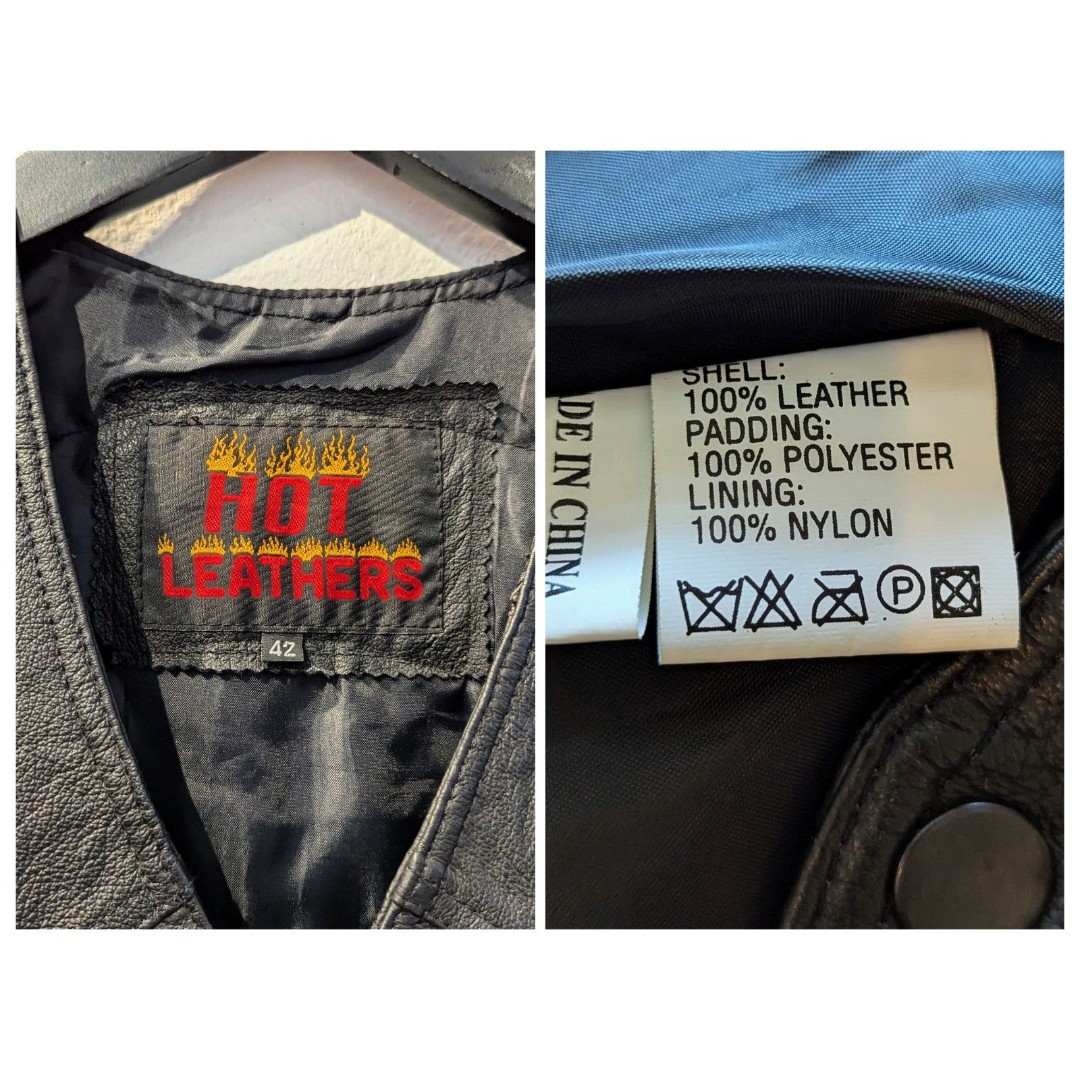 HOT
LEATHERS
42
DE IN CHINA
SHELL:
100% LEATHER
PADDING:
100% POLYESTER
LINING:
100% NYLON
P